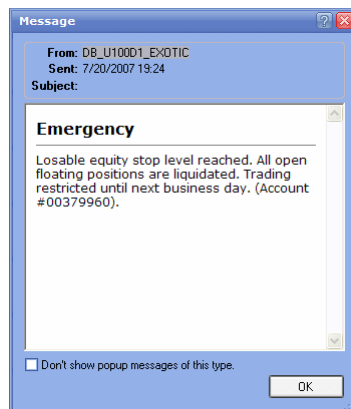 Message
From: DB_U100D1_EXOTIC
Sent: 7/20/2007 19:24
Subject:
Emergency
Losable equity stop level reached. All open
floating positions are liquidated. Trading
restricted until next business day. (Account
#00379960).
Don't show popup messages of this type.
OK